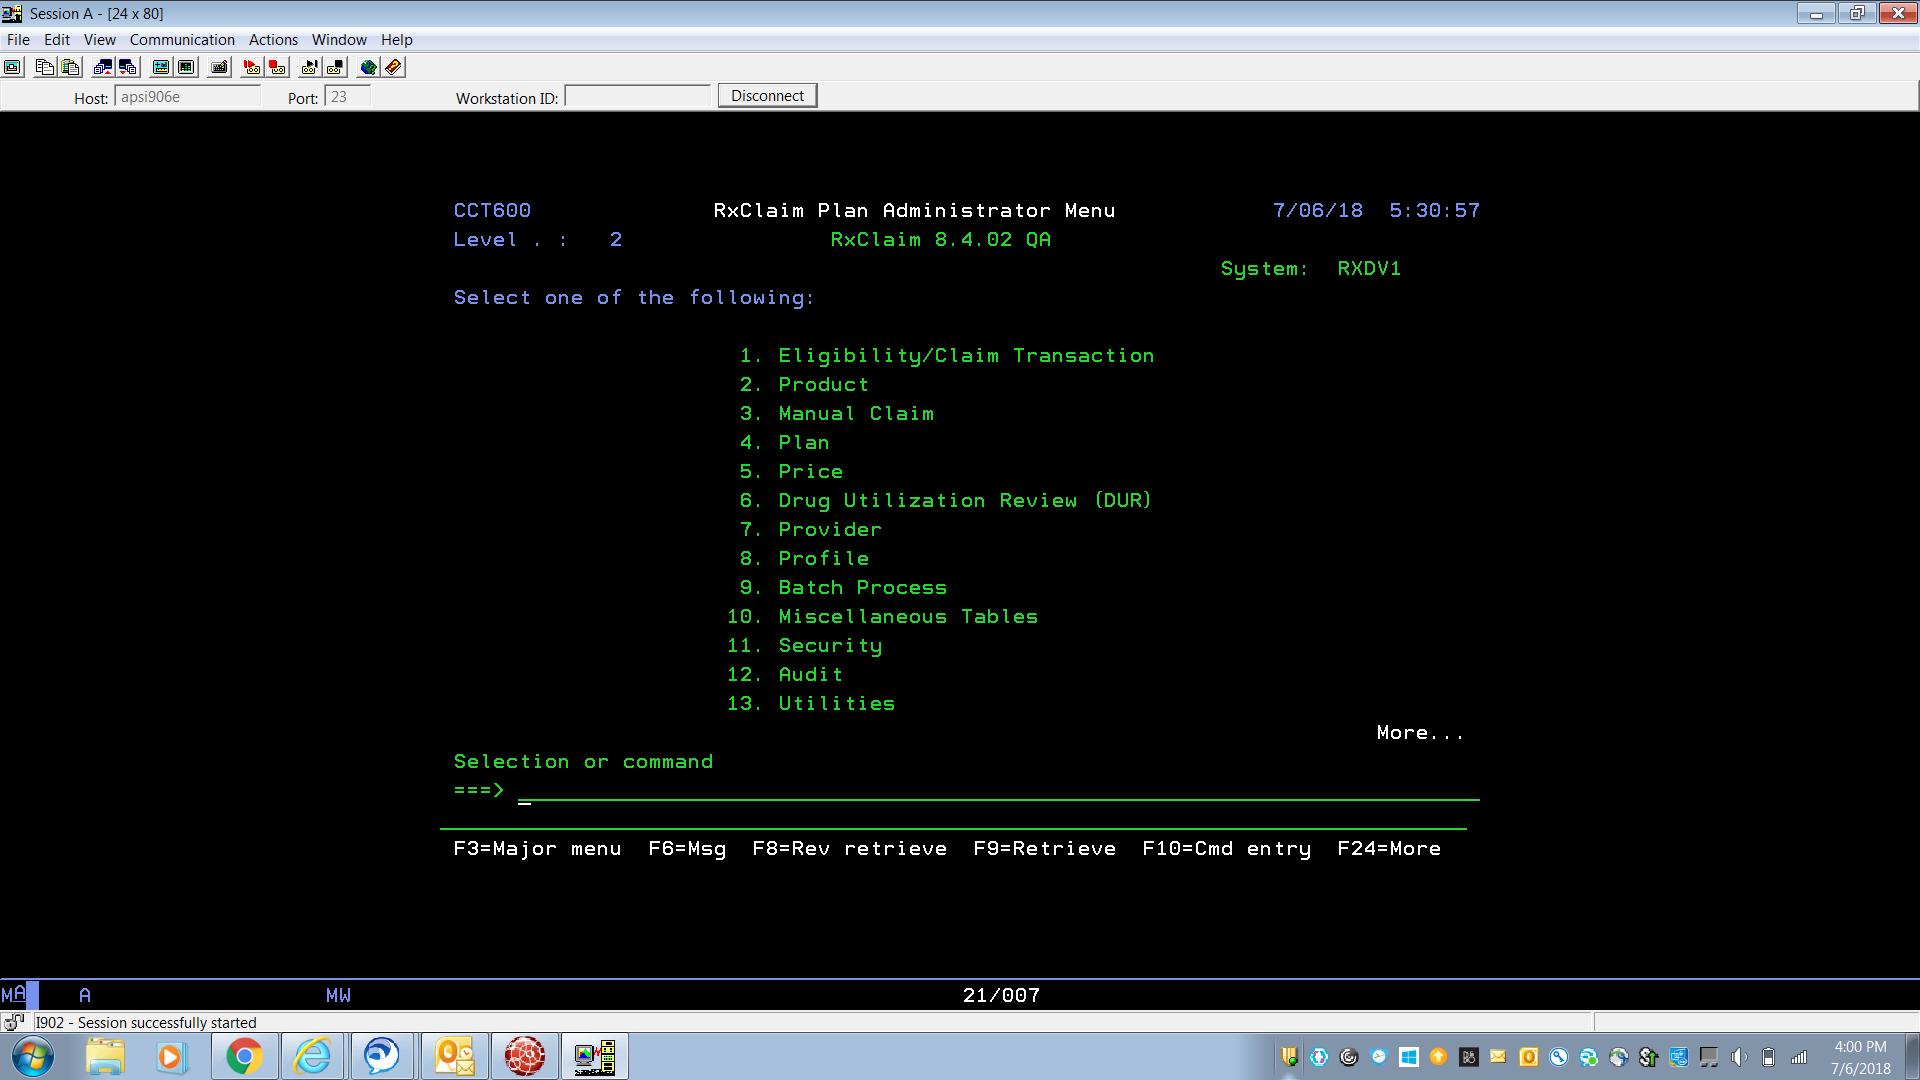 Session A - [24 x 80]
File Edit View Communication Actions Window Help
Host: apsi906e Port: 23 Workstation ID: Disconnect
CCT600 RxClaim Plan Administrator Menu 7/06/18 5:30:57
Level . : 2 RxClaim 8.4.02 QA
System: RXDV1
Select one of the following:
1. Eligibility/Claim Transaction
2. Product
3. Manual Claim
4. Plan
5. Price
6. Drug Utilization Review (DUR)
7. Provider
8. Profile
9. Batch Process
10. Miscellaneous Tables
11. Security
12. Audit
13. Utilities
More...
Selection or command
===>
F3=Major menu F6=Msg F8=Rev retrieve F9=Retrieve F10=Cmd entry F24=More
MA A MW 21/007
I902 - Session successfully started
4:00 PM
7/6/2018